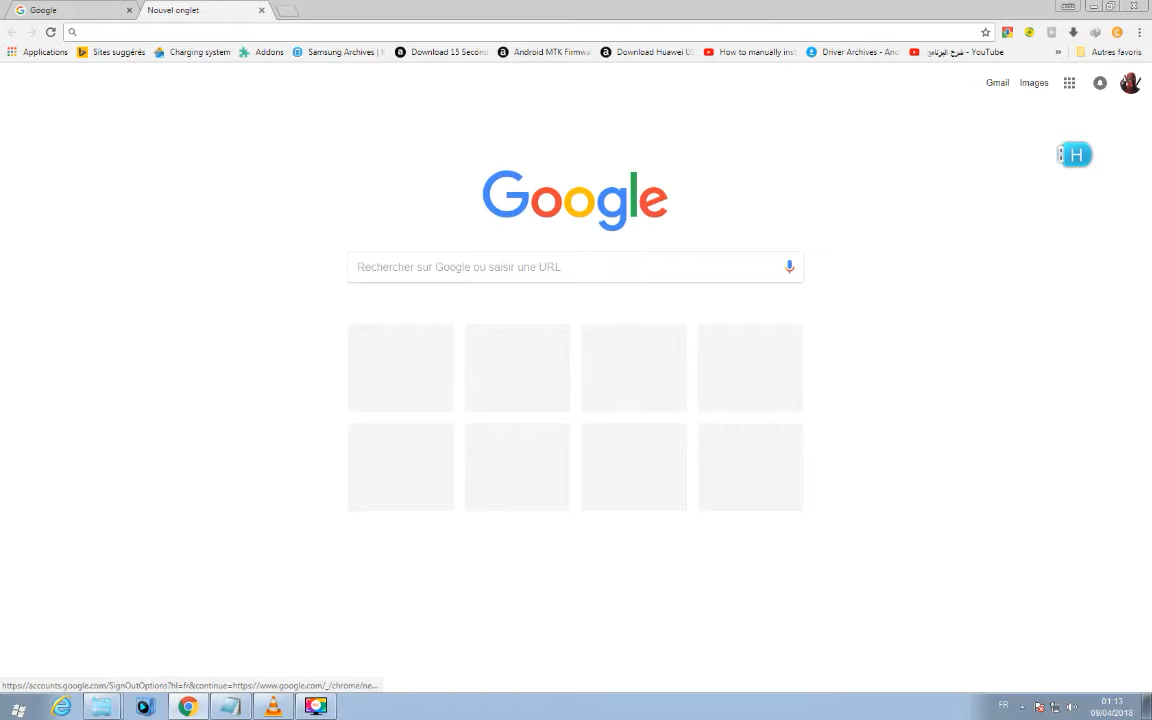 Google
Nouvel onglet
Applications
Sites suggérés
Charging system
Addons
Samsung Archives | M
Download 15 Second
Android MTK Firmwa
Download Huawei U
How to manually inst
Driver Archives - And
شرح البرنامج - YouTube
»
Autres favoris
Gmail
Images
H
Google
Rechercher sur Google ou saisir une URL
https://accounts.google.com/SignOutOptions?hl=fr&continue=https://www.google.com/_/chrome/ne...
FR
01:13
09/04/2018